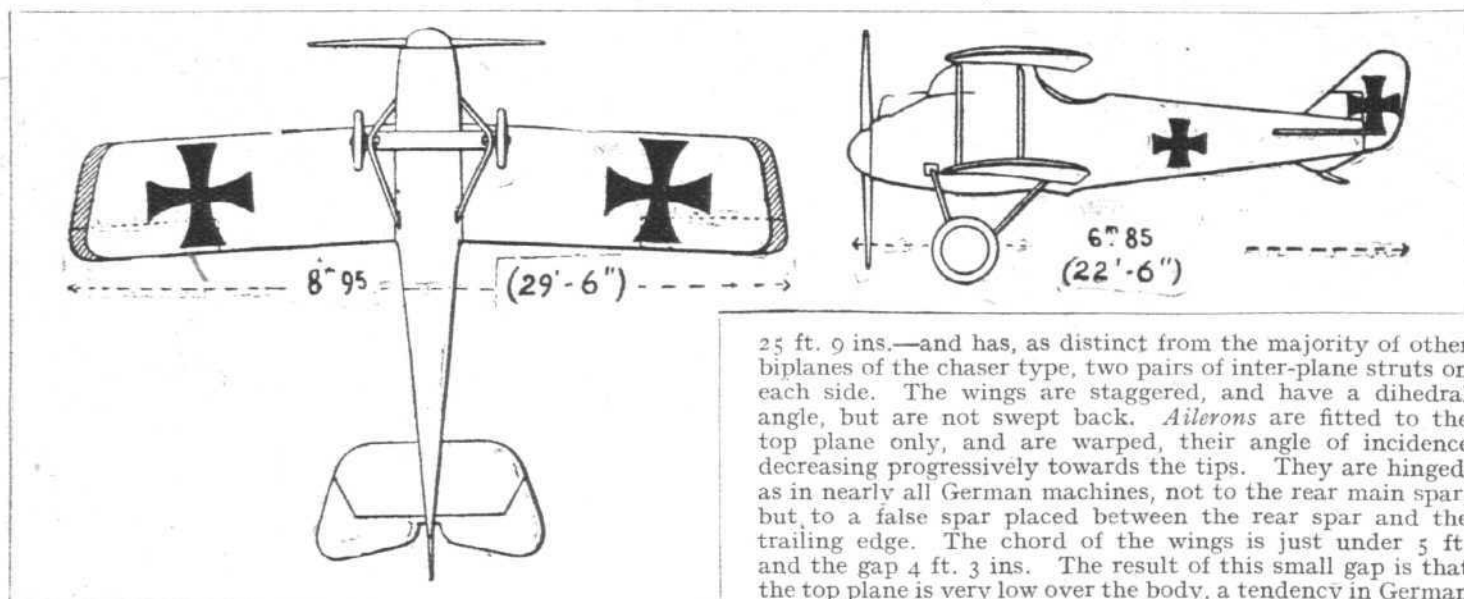 8ᵐ 95 (29'-6")
6ᵐ 85
(22'-6")
25 ft. 9 ins.—and has, as distinct from the majority of other
biplanes of the chaser type, two pairs of inter-plane struts on
each side. The wings are staggered, and have a dihedral
angle, but are not swept back. Ailerons are fitted to the
top plane only, and are warped, their angle of incidence
decreasing progressively towards the tips. They are hinged,
as in nearly all German machines, not to the rear main spar
but to a false spar placed between the rear spar and the
trailing edge. The chord of the wings is just under 5 ft.
and the gap 4 ft. 3 ins. The result of this small gap is that
the top plane is very low over the body, a tendency in German